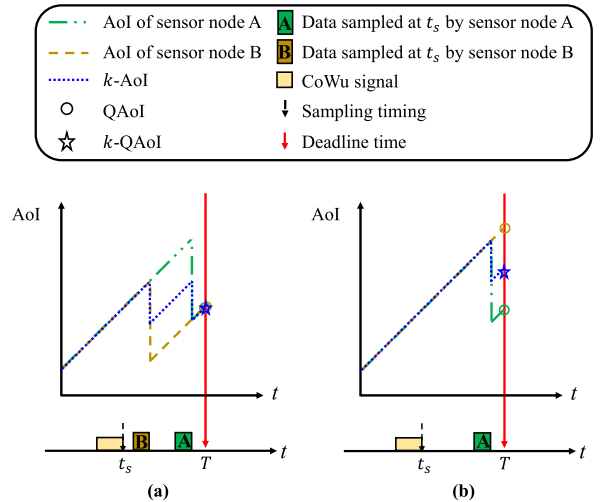 AoI of sensor node A
AoI of sensor node B
k-AoI
QAoI
k-QAoI
A Data sampled at t_s by sensor node A
B Data sampled at t_s by sensor node B
CoWu signal
Sampling timing
Deadline time
AoI
t
B A
t
t_s T
(a)
AoI
t
A
t
t_s T
(b)